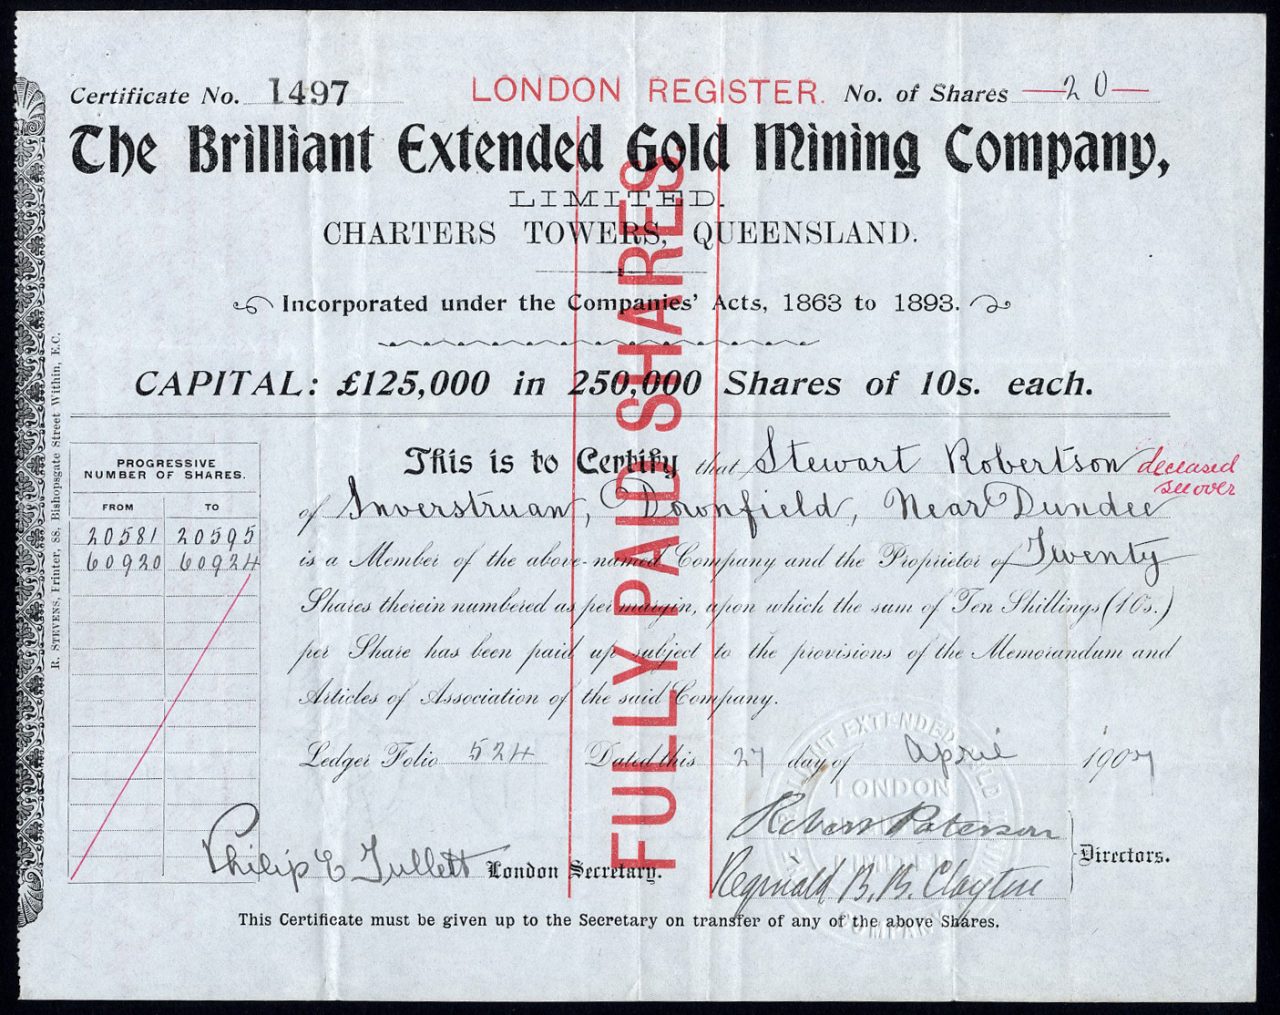 Certificate No. 1497 LONDON REGISTER. No. of Shares 20
The Brilliant Extended Gold Mining Company,
LIMITED.
CHARTERS TOWERS, QUEENSLAND.
Incorporated under the Companies' Acts, 1863 to 1893.
CAPITAL: £125,000 in 250,000 Shares of 10s. each.
FULLY PAID SHARES.
R. STEVENS, Printer, 88, Bishopsgate Street Within, E.C.
PROGRESSIVE
NUMBER OF SHARES.
FROM TO
20581 20595
60920 60924
This is to Certify that Stewart Robertson deceased
see over
of Inverstruan, Downfield, Near Dundee
is a Member of the above-named Company and the Proprietor of Twenty
Shares therein numbered as per margin, upon which the sum of Ten Shillings (10s.)
per Share has been paid up subject to the provisions of the Memorandum and
Articles of Association of the said Company.
Ledger Folio 524 Dated this 27 day of April 1907
LONDON
Robert Paterson
Philip E Tullett London Secretary. Reginald B. B. Clayton Directors.
This Certificate must be given up to the Secretary on transfer of any of the above Shares.